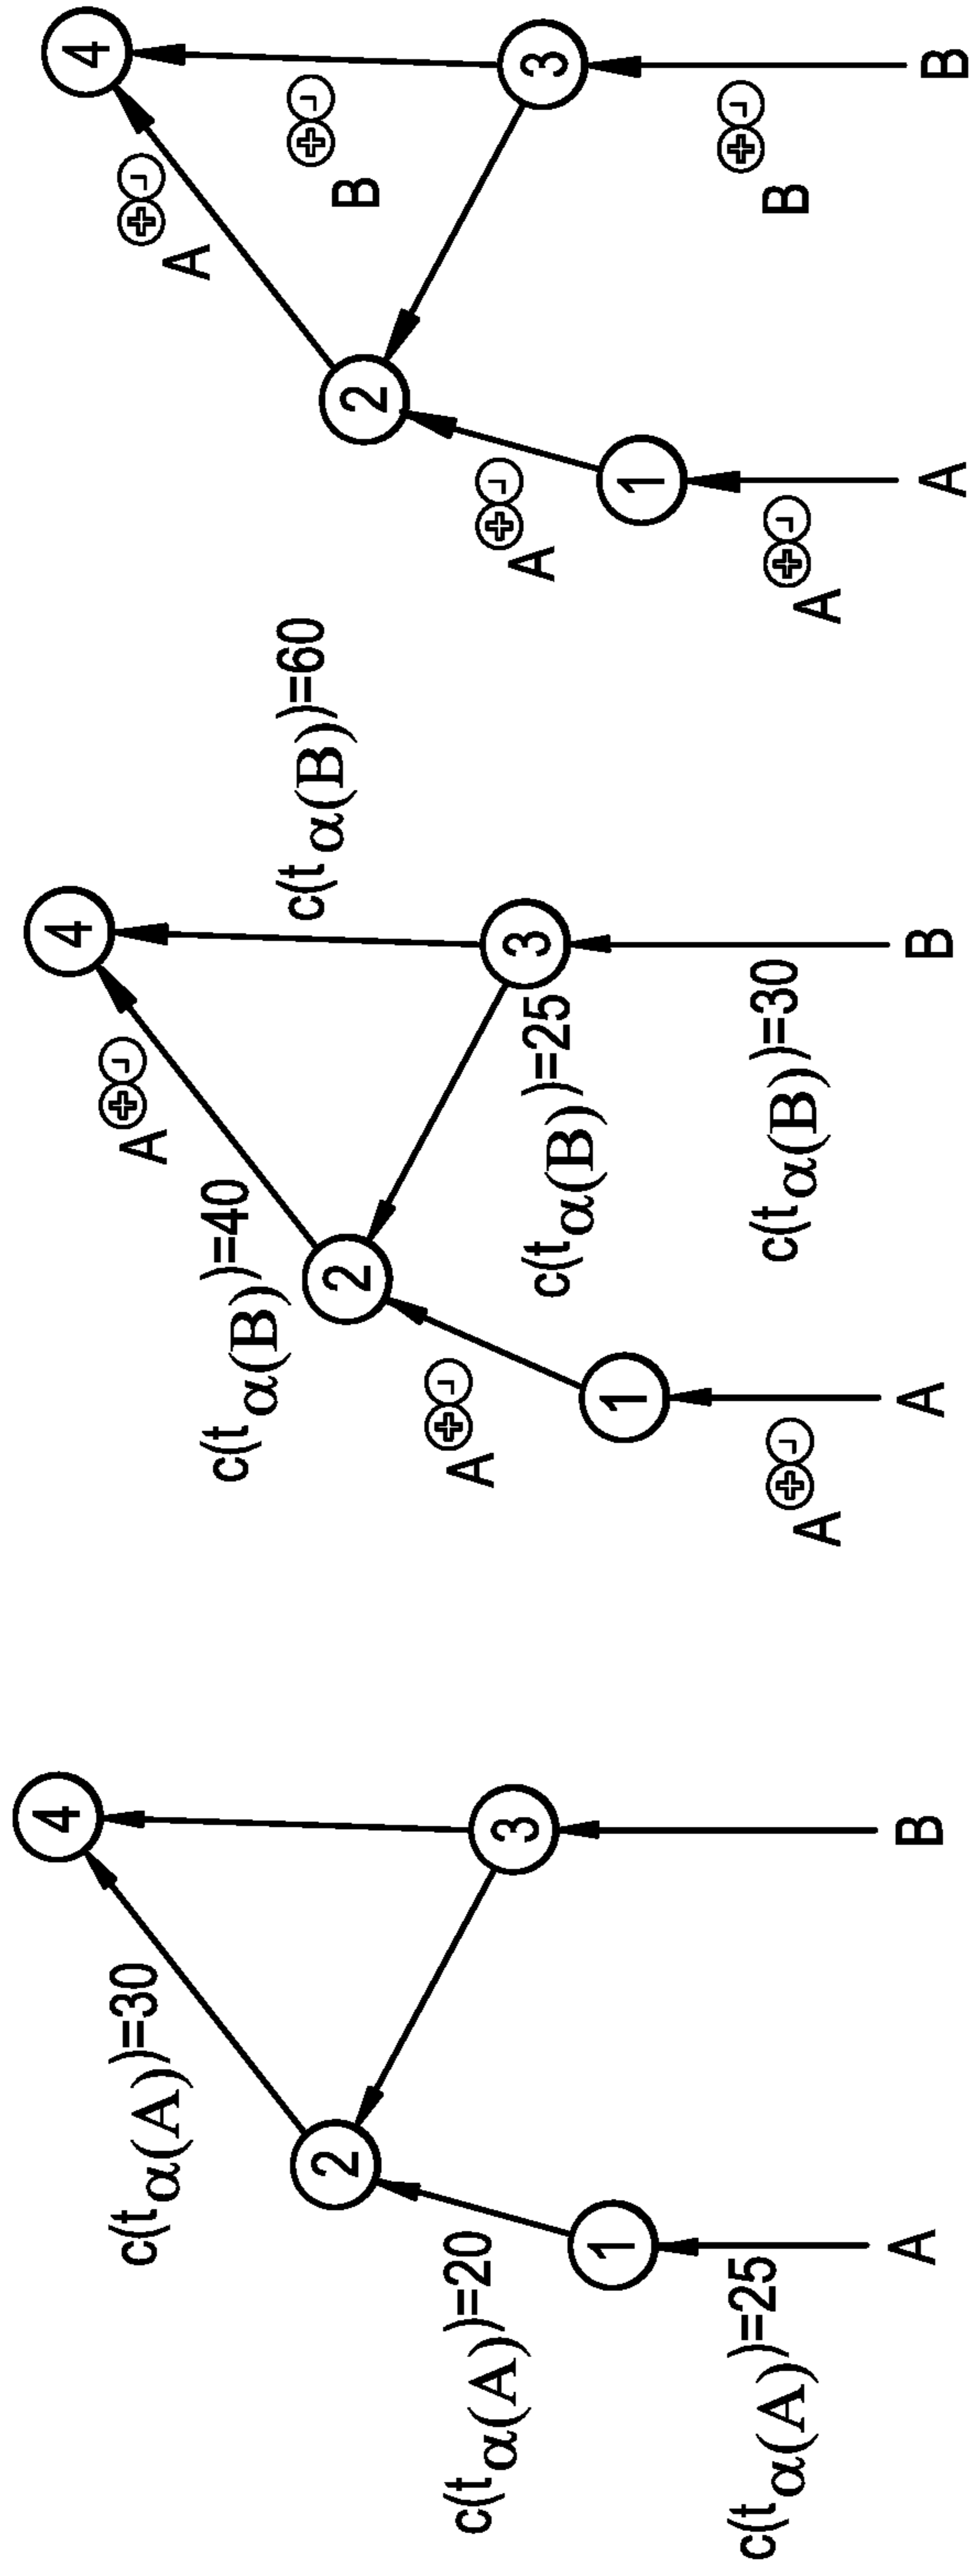 4
c(tα(A))=30
2
3
c(tα(A))=20
1
c(tα(A))=25
A
B
4
A +
c(tα(B))=40
c(tα(B))=60
2
3
A +
c(tα(B))=25
1
A +
c(tα(B))=30
A
B
4
A +
B +
2
3
A +
1
A +
B +
A
B